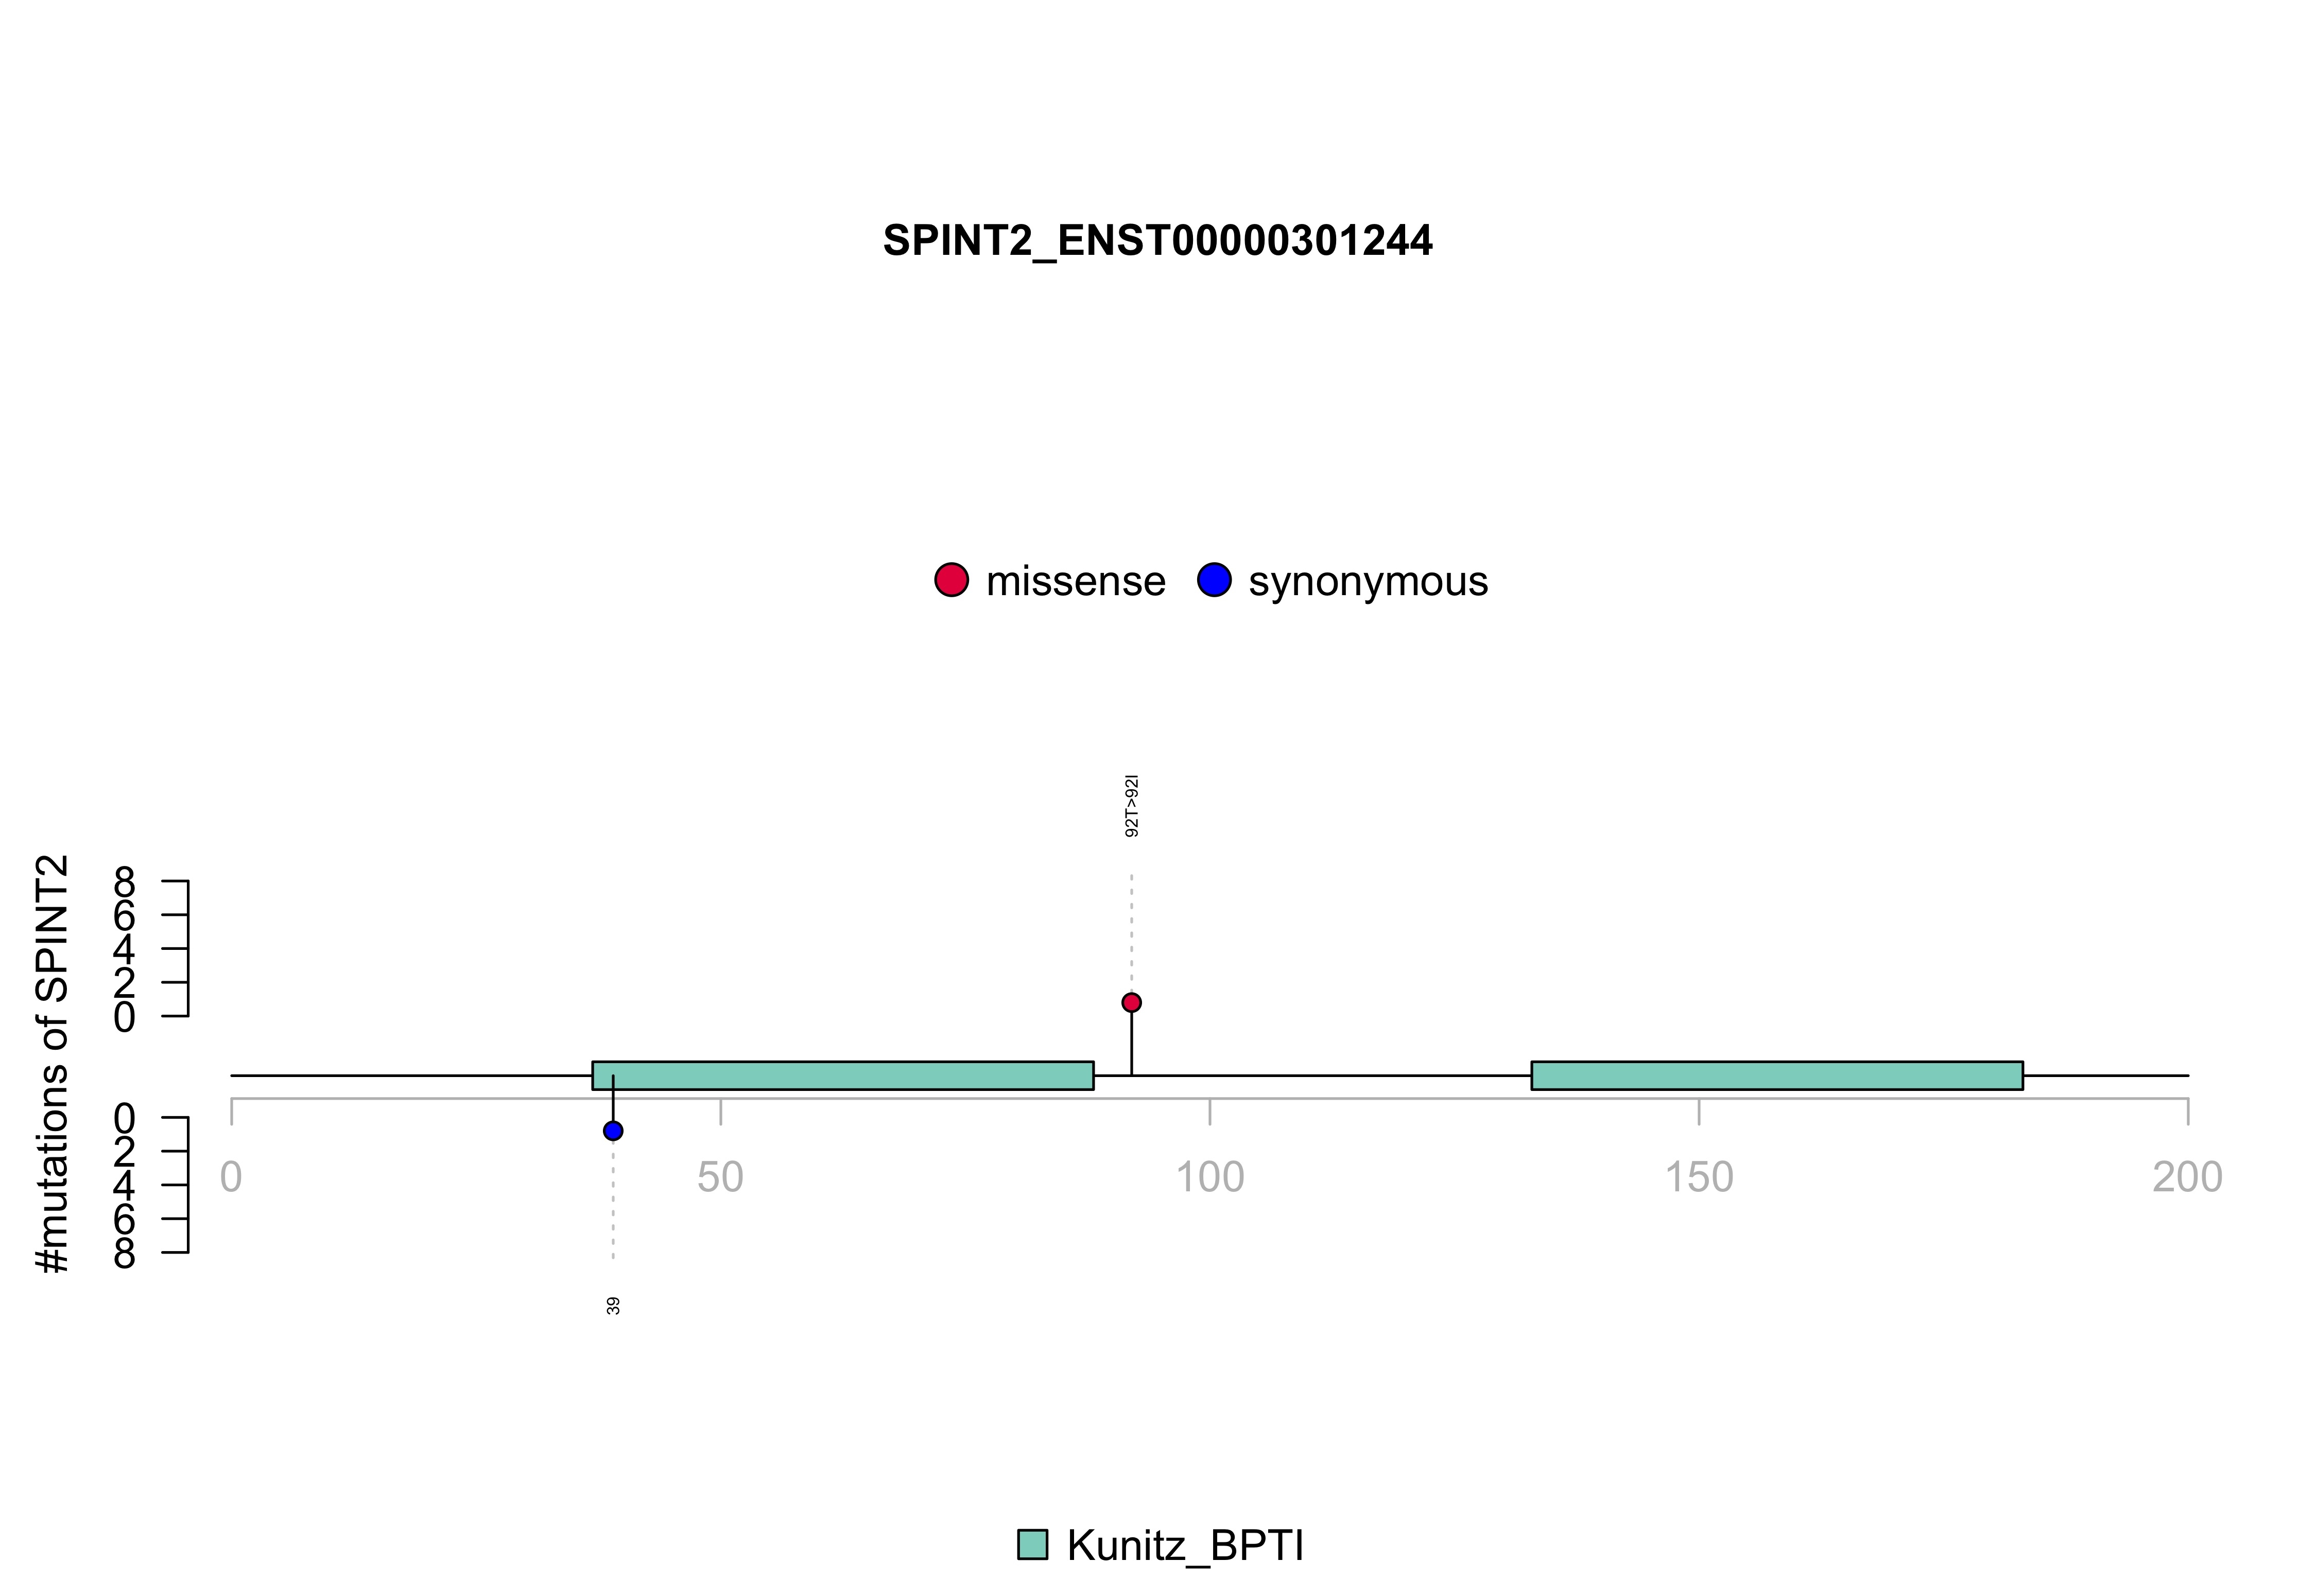 SPINT2_ENST00000301244
missense synonymous
92T>92I
#mutations of SPINT2
8
6
4
2
0
0
2
4
6
8
0 50 100 150 200
39
Kunitz_BPTI